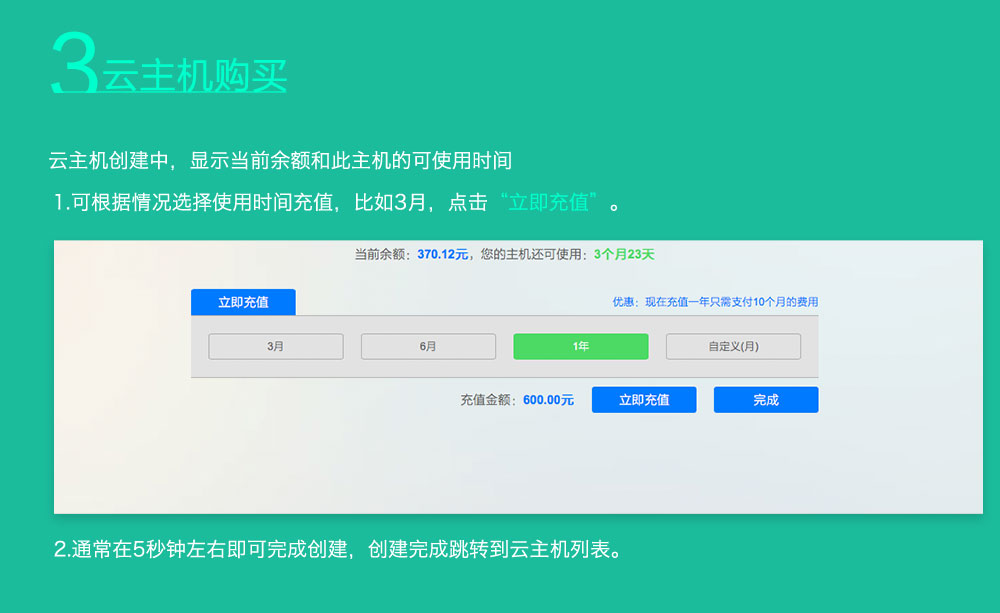 3云主机购买
云主机创建中，显示当前余额和此主机的可使用时间
1.可根据情况选择使用时间充值，比如3月，点击“立即充值”。
当前余额：370.12元，您的主机还可使用：3个月23天
立即充值
优惠：现在充值一年只需支付10个月的费用
3月 6月 1年 自定义(月)
充值金额：600.00元 立即充值 完成
2.通常在5秒钟左右即可完成创建，创建完成跳转到云主机列表。